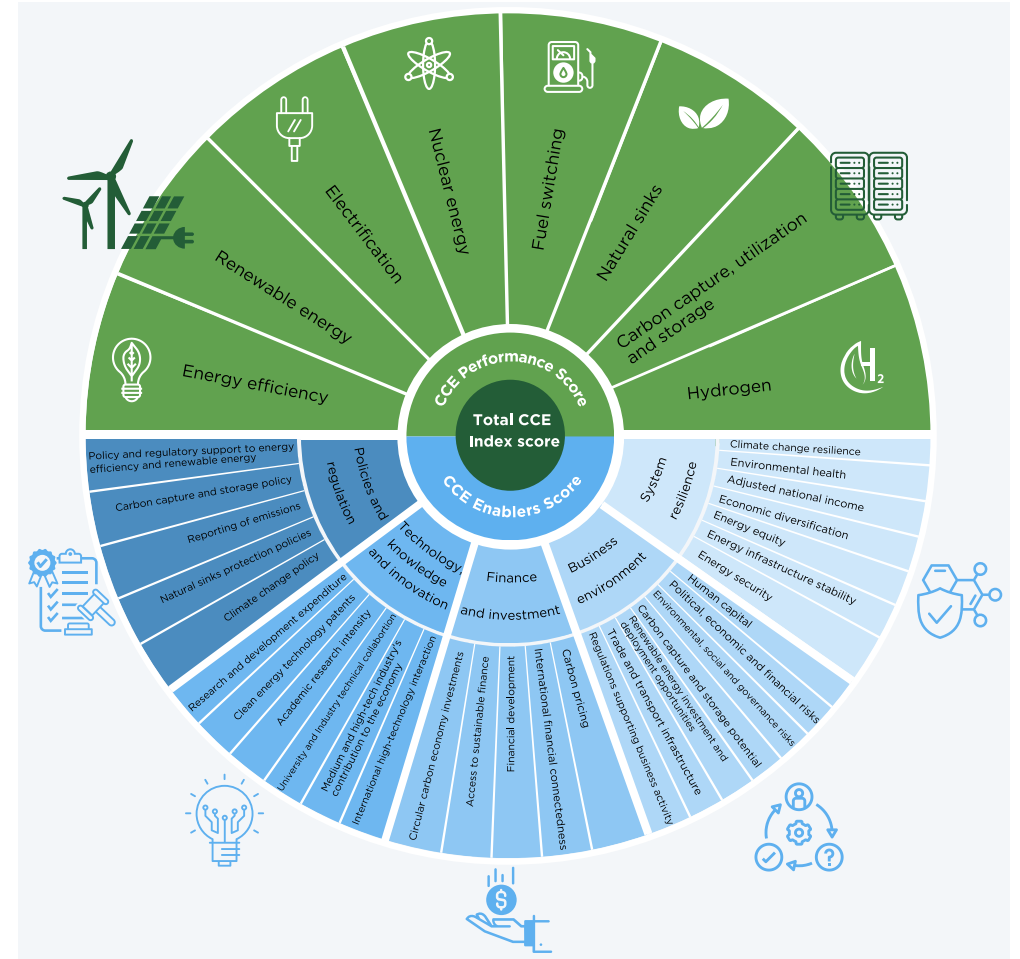 Energy efficiency
Renewable energy
Electrification
Nuclear energy
Fuel switching
Natural sinks
Carbon capture, utilization
and storage
Hydrogen
H2
CCE Performance Score
Total CCE
Index score
CCE Enablers Score
Policies and
regulation
Policy and regulatory support to energy
efficiency and renewable energy
Carbon capture and storage policy
Reporting of emissions
Natural sinks protection policies
Climate change policy
Technology,
knowledge
and innovation
Research and development expenditure
Clean energy technology patents
Academic research intensity
University and Industry technical collabortion
Medium and high-tech industry's
contribution to the economy
International high-technology interaction
Finance
and investment
Circular carbon economy investments
Access to sustainable finance
Financial development
International financial connectedness
Carbon pricing
Business
environment
Regulations supporting business activity
Trade and transport infrastructure
Renewable energy investment and
deployment opportunities
Carbon capture and storage potential
Environmental, social and governance risks
Political, economic and financial risks
Human capital
System
resilience
Climate change resilience
Environmental health
Adjusted national income
Economic diversification
Energy equity
Energy infrastructure stability
Energy security
$
?